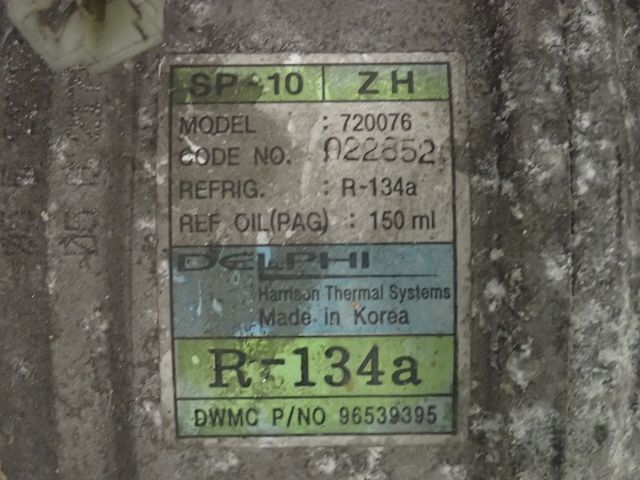 SP-10 ZH
MODEL : 720076
CODE NO. 022852
REFRIG. : R-134a
REF OIL(PAG) : 150 ml
DELPHI
Harrison Thermal Systems
Made in Korea
R-134a
DWMC P/NO 96539395